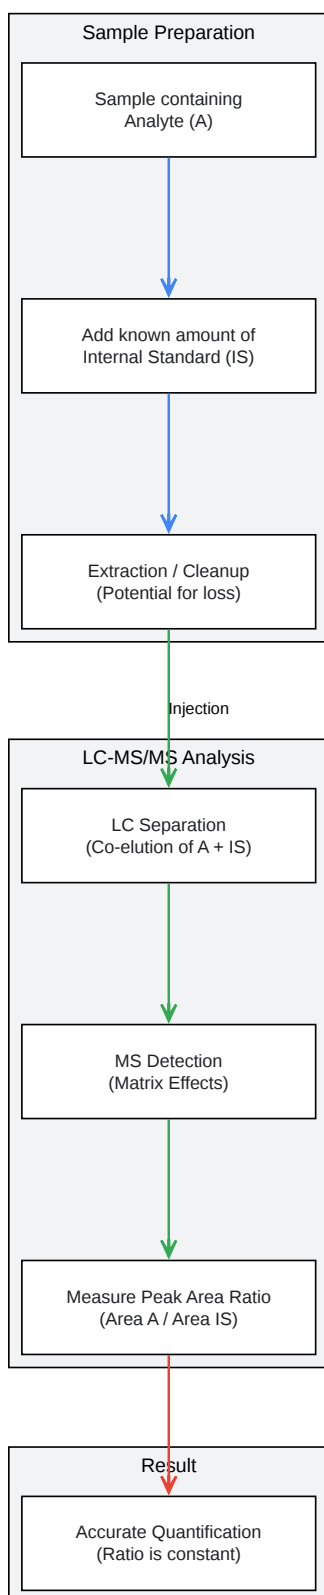 Sample Preparation
Sample containing
Analyte (A)
Add known amount of
Internal Standard (IS)
Extraction / Cleanup
(Potential for loss)
Injection
LC-MS/MS Analysis
LC Separation
(Co-elution of A + IS)
MS Detection
(Matrix Effects)
Measure Peak Area Ratio
(Area A / Area IS)
Result
Accurate Quantification
(Ratio is constant)